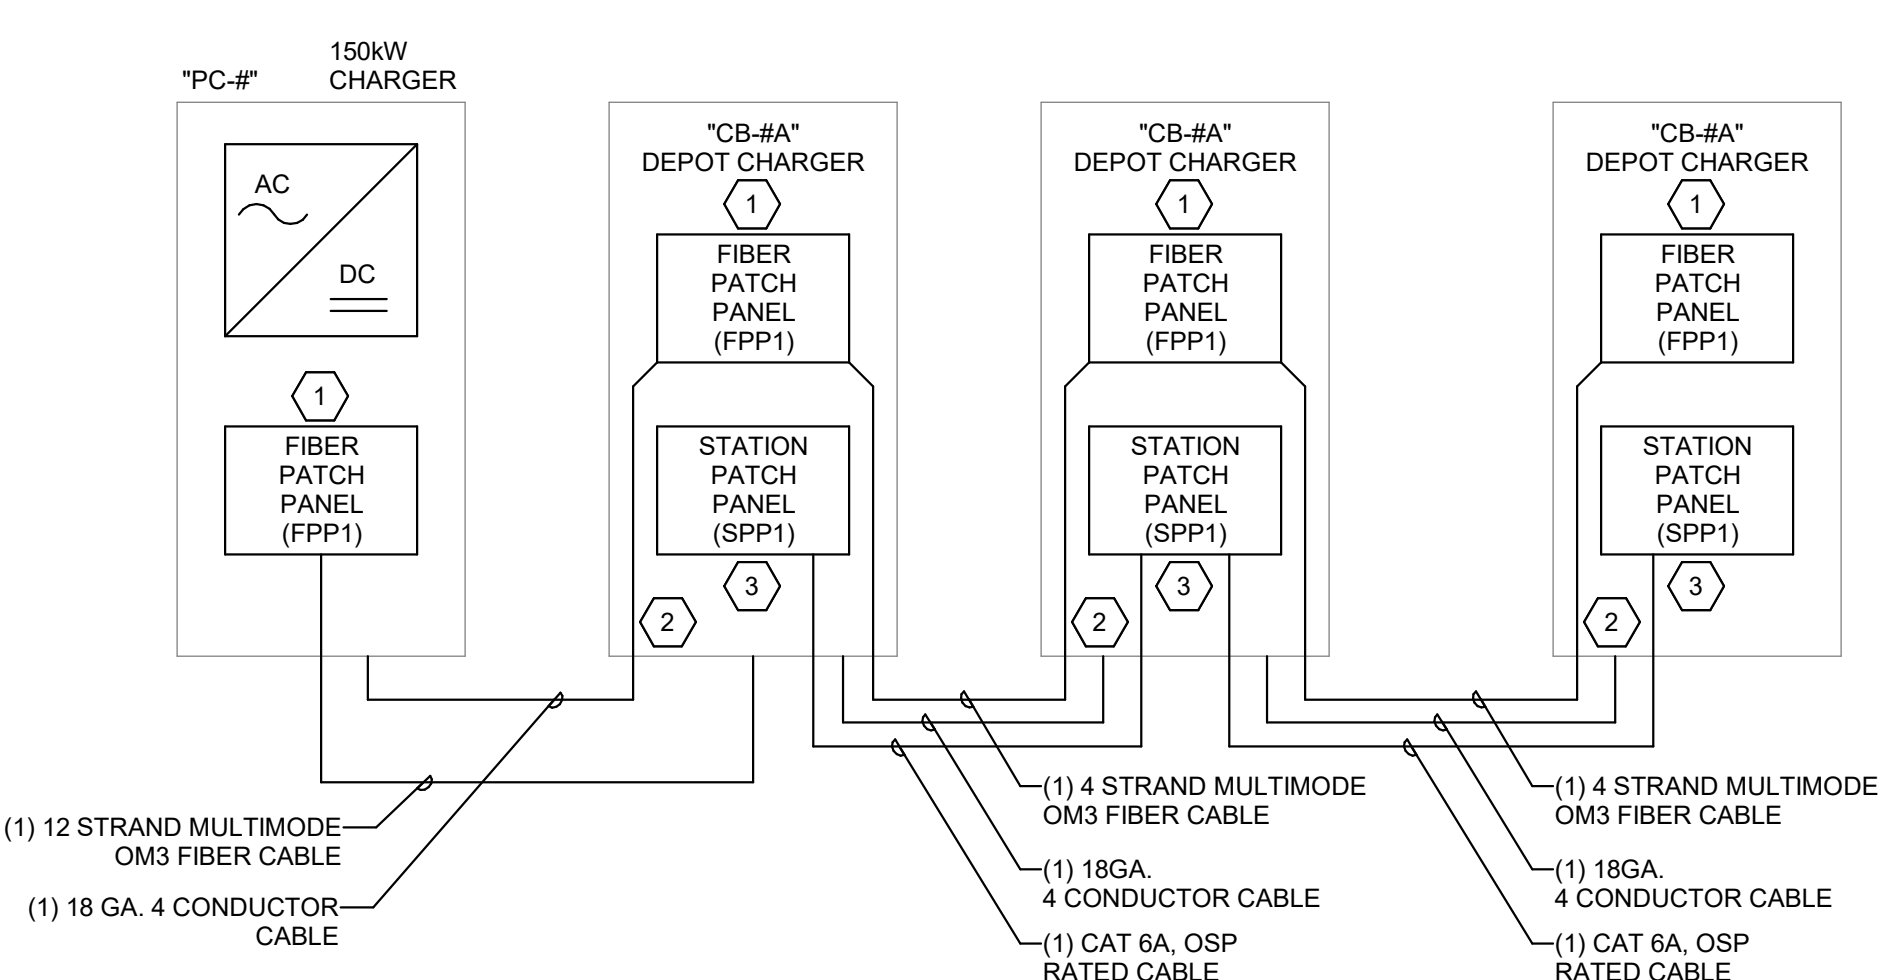 150kW
"PC-#" CHARGER
AC
DC
1
FIBER
PATCH
PANEL
(FPP1)
"CB-#A"
DEPOT CHARGER
1
FIBER
PATCH
PANEL
(FPP1)
STATION
PATCH
PANEL
(SPP1)
3
2
"CB-#A"
DEPOT CHARGER
1
FIBER
PATCH
PANEL
(FPP1)
STATION
PATCH
PANEL
(SPP1)
3
2
"CB-#A"
DEPOT CHARGER
1
FIBER
PATCH
PANEL
(FPP1)
STATION
PATCH
PANEL
(SPP1)
3
2
(1) 12 STRAND MULTIMODE
OM3 FIBER CABLE
(1) 18 GA. 4 CONDUCTOR
CABLE
(1) 4 STRAND MULTIMODE
OM3 FIBER CABLE
(1) 18GA.
4 CONDUCTOR CABLE
(1) CAT 6A, OSP
RATED CABLE
(1) 4 STRAND MULTIMODE
OM3 FIBER CABLE
(1) 18GA.
4 CONDUCTOR CABLE
(1) CAT 6A, OSP
RATED CABLE